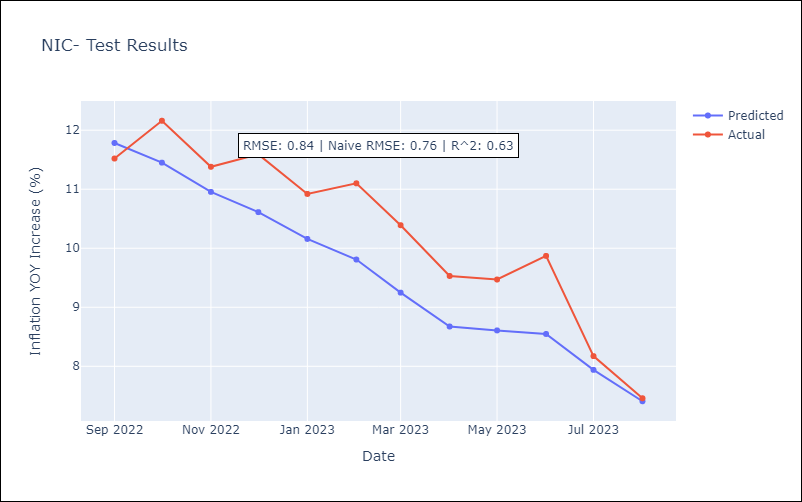 NIC- Test Results
Predicted
Actual
RMSE: 0.84 | Naive RMSE: 0.76 | R^2: 0.63
Inflation YOY Increase (%)
12
11
10
9
8
Sep 2022 Nov 2022 Jan 2023 Mar 2023 May 2023 Jul 2023
Date